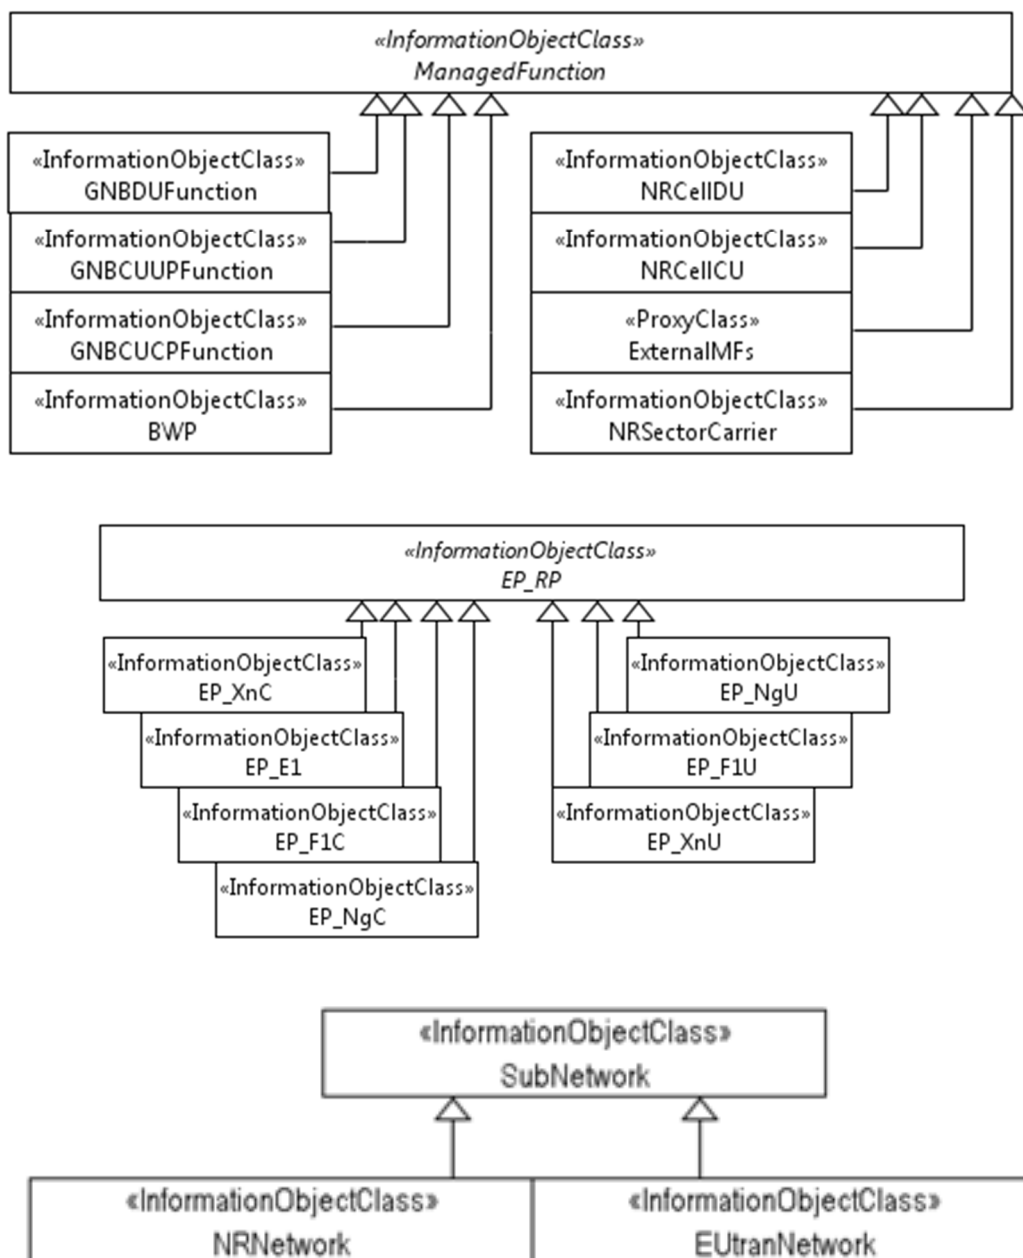 «InformationObjectClass»
ManagedFunction
«InformationObjectClass»
GNBDUFunction
«InformationObjectClass»
GNBCUUPFunction
«InformationObjectClass»
GNBCUCPFunction
«InformationObjectClass»
BWP
«InformationObjectClass»
NRCellDU
«InformationObjectClass»
NRCellCU
«ProxyClass»
ExternalMFs
«InformationObjectClass»
NRSectorCarrier
«InformationObjectClass»
EP_RP
«InformationObjectClass»
EP_XnC
«InformationObjectClass»
EP_E1
«InformationObjectClass»
EP_F1C
«InformationObjectClass»
EP_NgC
«InformationObjectClass»
EP_NgU
«InformationObjectClass»
EP_F1U
«InformationObjectClass»
EP_XnU
«InformationObjectClass»
SubNetwork
«InformationObjectClass»
NRNetwork
«InformationObjectClass»
EUtranNetwork